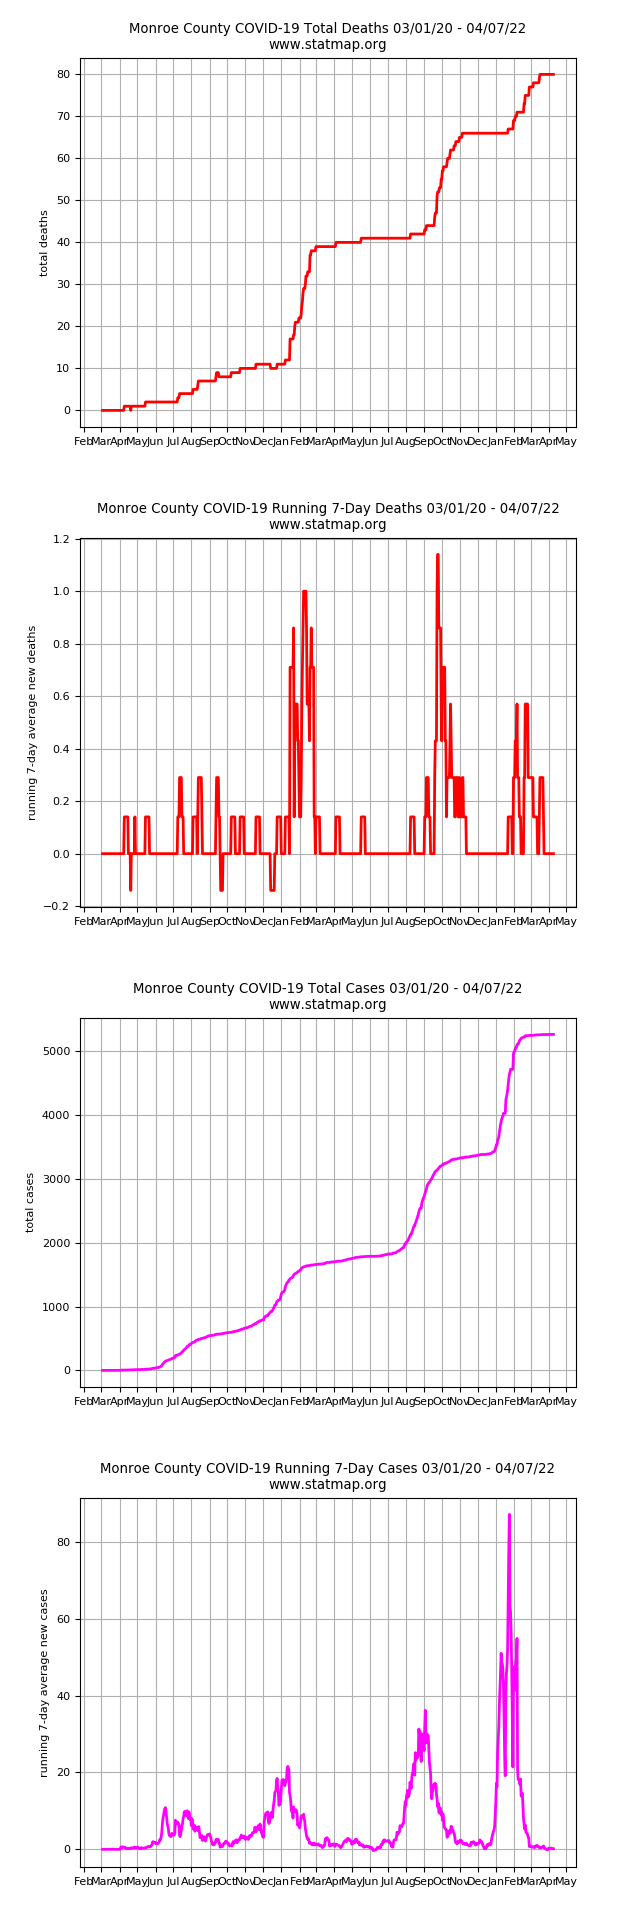 Monroe County COVID-19 Total Deaths 03/01/20 - 04/07/22
www.statmap.org
total deaths
80
70
60
50
40
30
20
10
0
Feb Mar Apr May Jun Jul Aug Sep Oct Nov Dec Jan Feb Mar Apr May Jun Jul Aug Sep Oct Nov Dec Jan Feb Mar Apr May
Monroe County COVID-19 Running 7-Day Deaths 03/01/20 - 04/07/22
www.statmap.org
running 7-day average new deaths
1.2
1.0
0.8
0.6
0.4
0.2
0.0
−0.2
Feb Mar Apr May Jun Jul Aug Sep Oct Nov Dec Jan Feb Mar Apr May Jun Jul Aug Sep Oct Nov Dec Jan Feb Mar Apr May
Monroe County COVID-19 Total Cases 03/01/20 - 04/07/22
www.statmap.org
total cases
5000
4000
3000
2000
1000
0
Feb Mar Apr May Jun Jul Aug Sep Oct Nov Dec Jan Feb Mar Apr May Jun Jul Aug Sep Oct Nov Dec Jan Feb Mar Apr May
Monroe County COVID-19 Running 7-Day Cases 03/01/20 - 04/07/22
www.statmap.org
running 7-day average new cases
80
60
40
20
0
Feb Mar Apr May Jun Jul Aug Sep Oct Nov Dec Jan Feb Mar Apr May Jun Jul Aug Sep Oct Nov Dec Jan Feb Mar Apr May